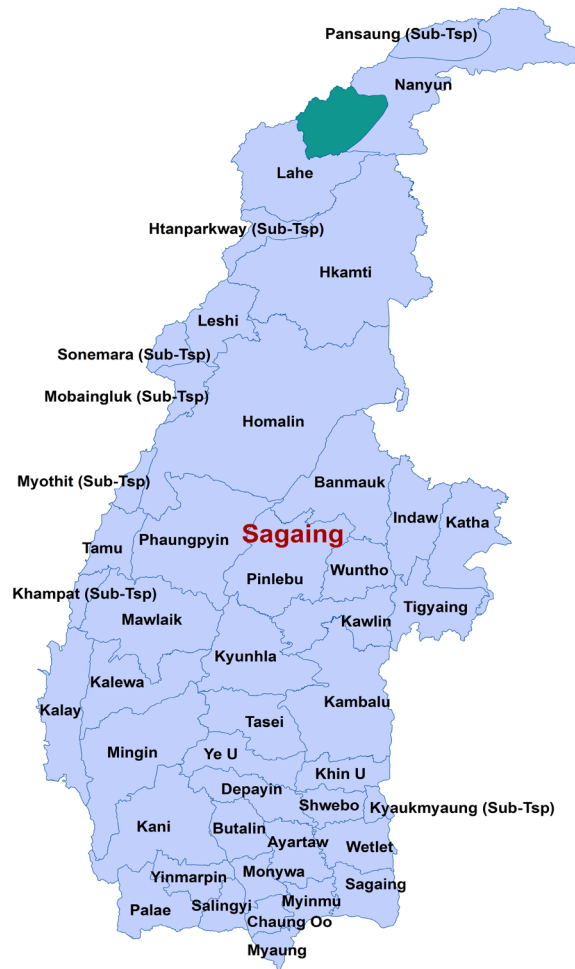 Pansaung (Sub-Tsp)
Nanyun
Lahe
Htanparkway (Sub-Tsp)
Hkamti
Leshi
Sonemara (Sub-Tsp)
Mobaingluk (Sub-Tsp)
Homalin
Myothit (Sub-Tsp)
Banmauk
Indaw
Katha
Sagaing
Phaungpyin
Tamu
Wuntho
Pinlebu
Khampat (Sub-Tsp)
Tigyaing
Mawlaik
Kawlin
Kyunhla
Kalewa
Kambalu
Kalay
Tasei
Mingin
Ye U
Khin U
Depayin
Shwebo
Kyaukmyaung (Sub-Tsp)
Kani
Butalin
Ayartaw
Wetlet
Monywa
Yinmarpin
Sagaing
Myinmu
Salingyi
Palae
Chaung Oo
Myaung